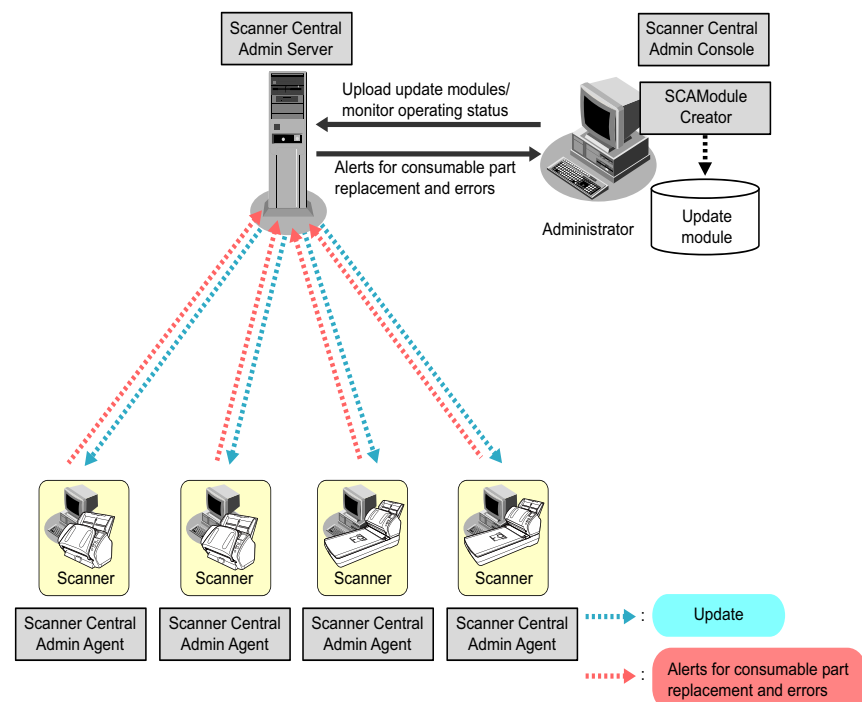 Scanner Central
Admin Server
Scanner Central
Admin Console
Upload update modules/
monitor operating status
SCAModule
Creator
Alerts for consumable part
replacement and errors
Administrator
Update
module
Scanner
Scanner
Scanner
Scanner
Scanner Central
Admin Agent
Scanner Central
Admin Agent
Scanner Central
Admin Agent
Scanner Central
Admin Agent
: Update
: Alerts for consumable part
replacement and errors